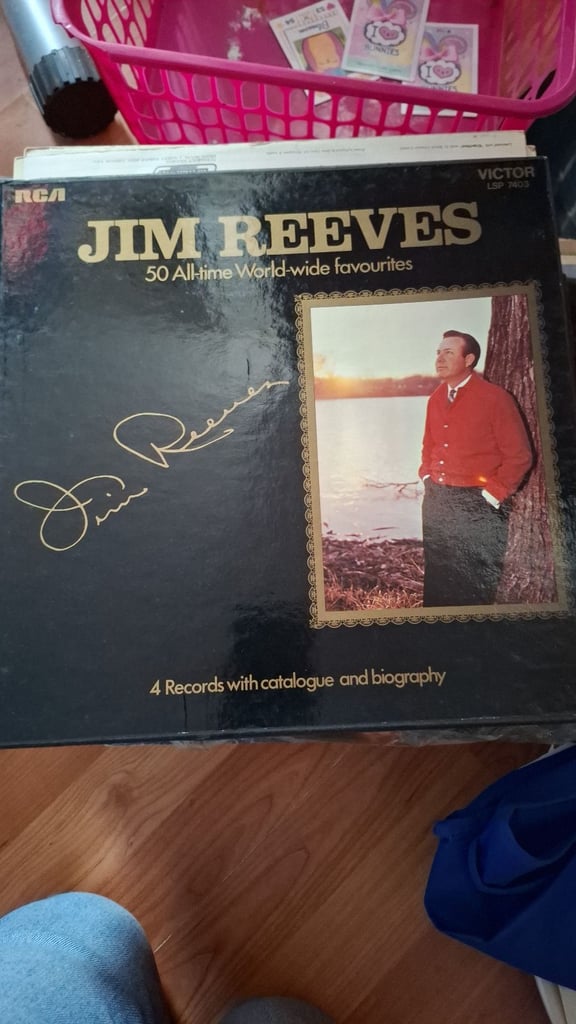 I
BUNNIES
I
RCA
VICTOR
LSP 7403
JIM REEVES
50 All-time World-wide favourites
Jim Reeves
4 Records with catalogue and biography